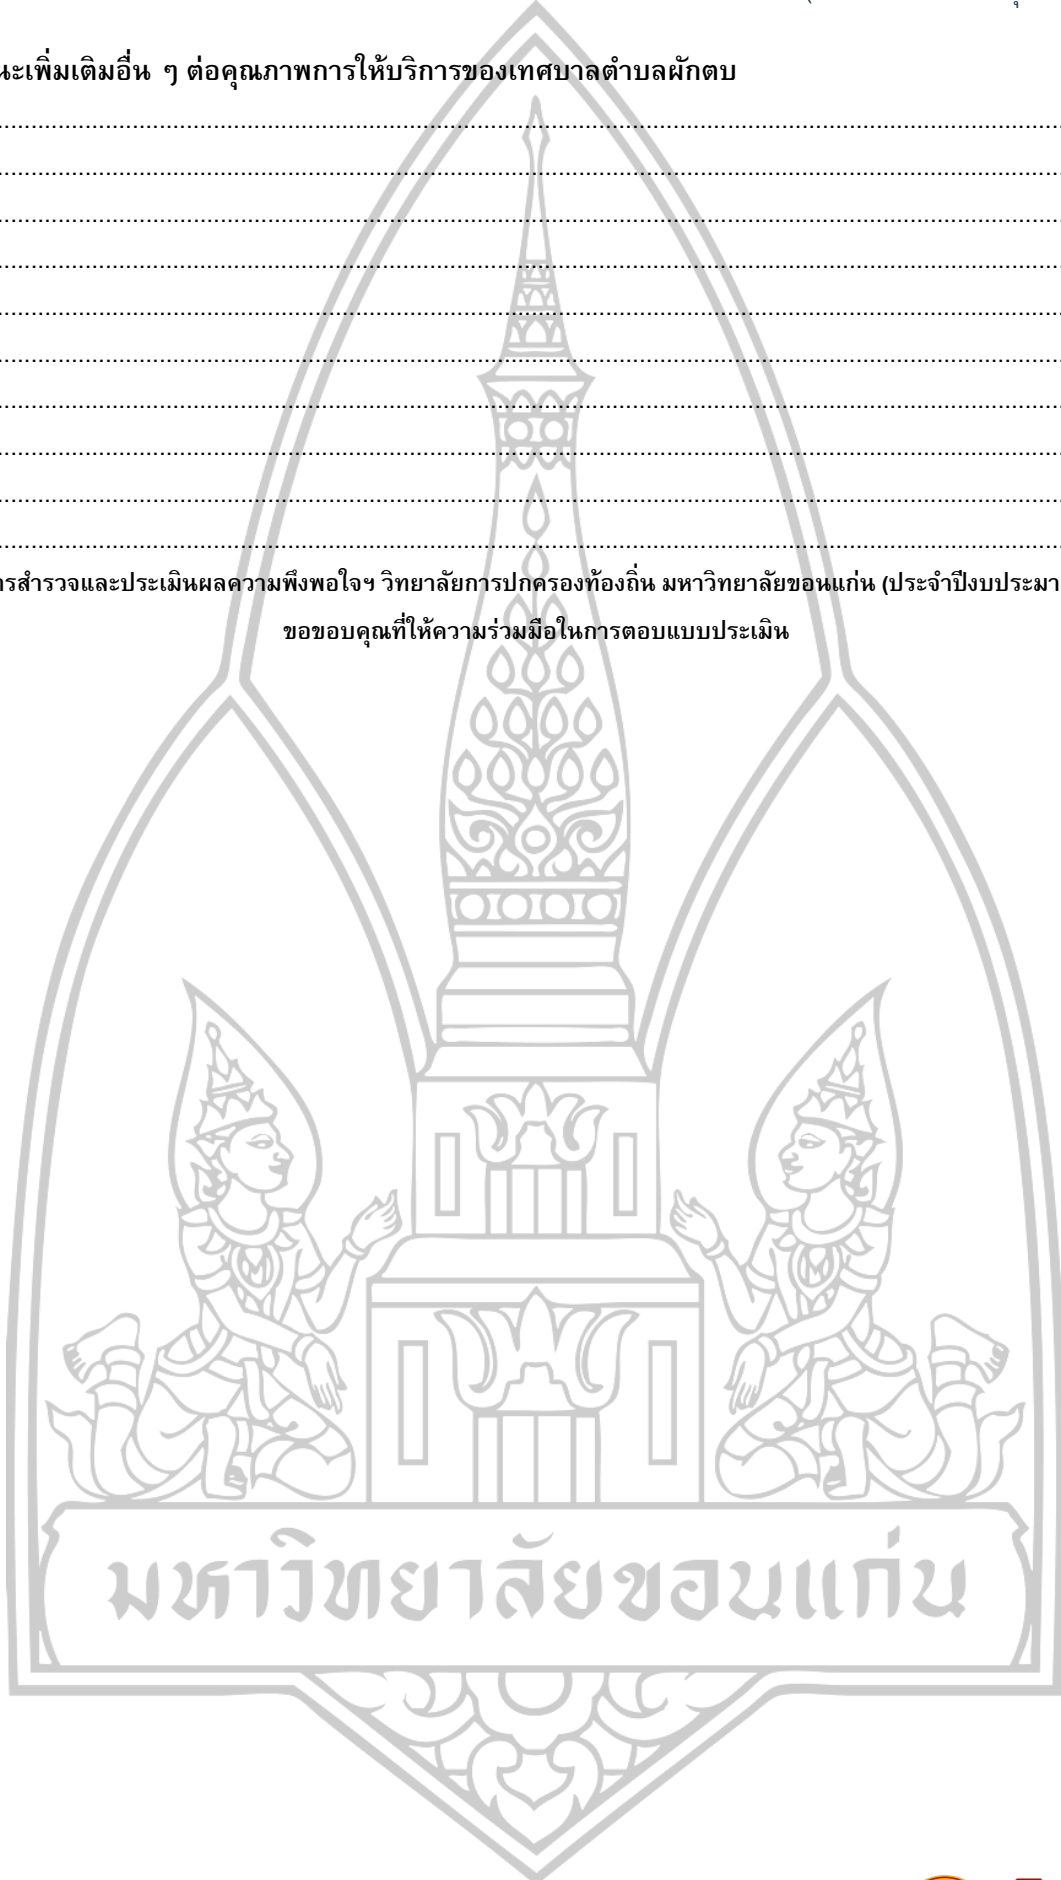 นะเพิ่มเติมอื่น ๆ ต่อคุณภาพการให้บริการของเทศบาลตำบลผักตบ
ารสำรวจและประเมินผลความพึงพอใจฯ วิทยาลัยการปกครองท้องถิ่น มหาวิทยาลัยขอนแก่น (ประจำปีงบประมา
ขอขอบคุณที่ให้ความร่วมมือในการตอบแบบประเมิน
มหาวิทยาลัยขอนแก่น